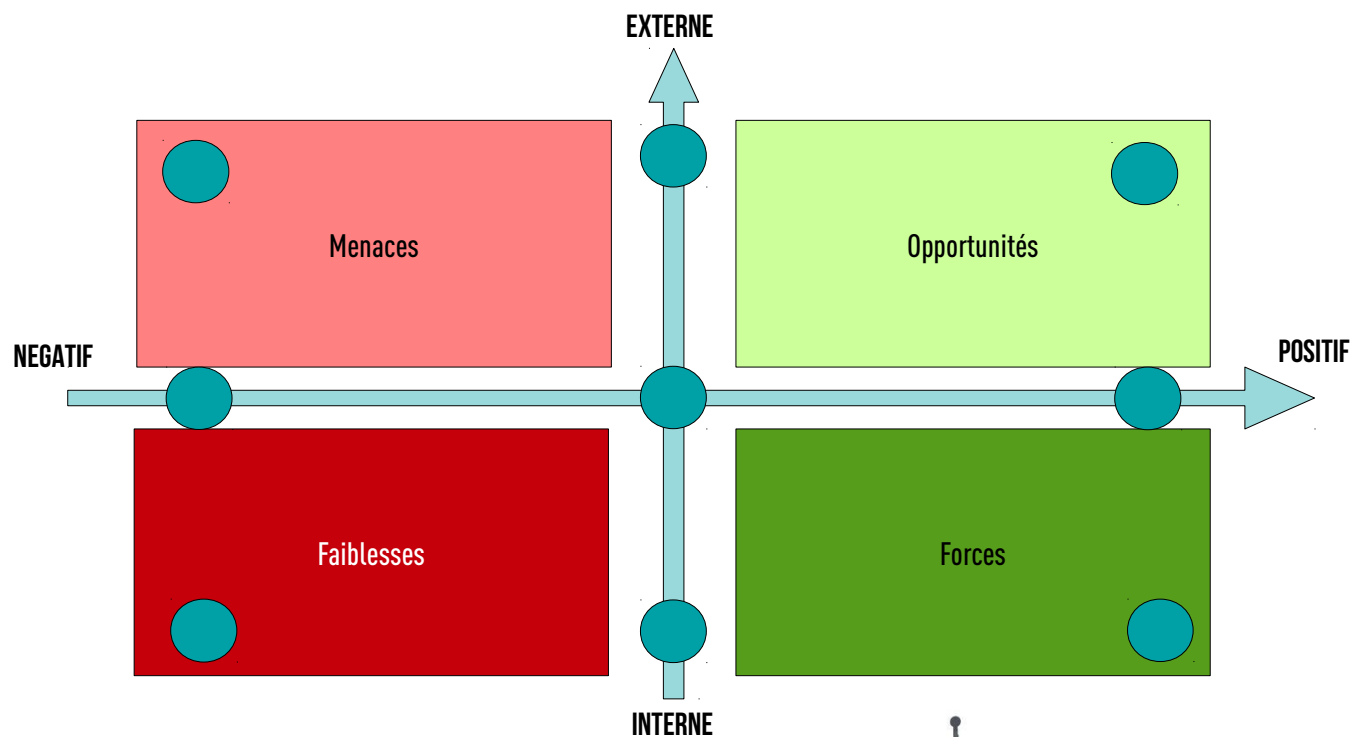 EXTERNE
Menaces
Opportunités
NEGATIF
POSITIF
Faiblesses
Forces
INTERNE